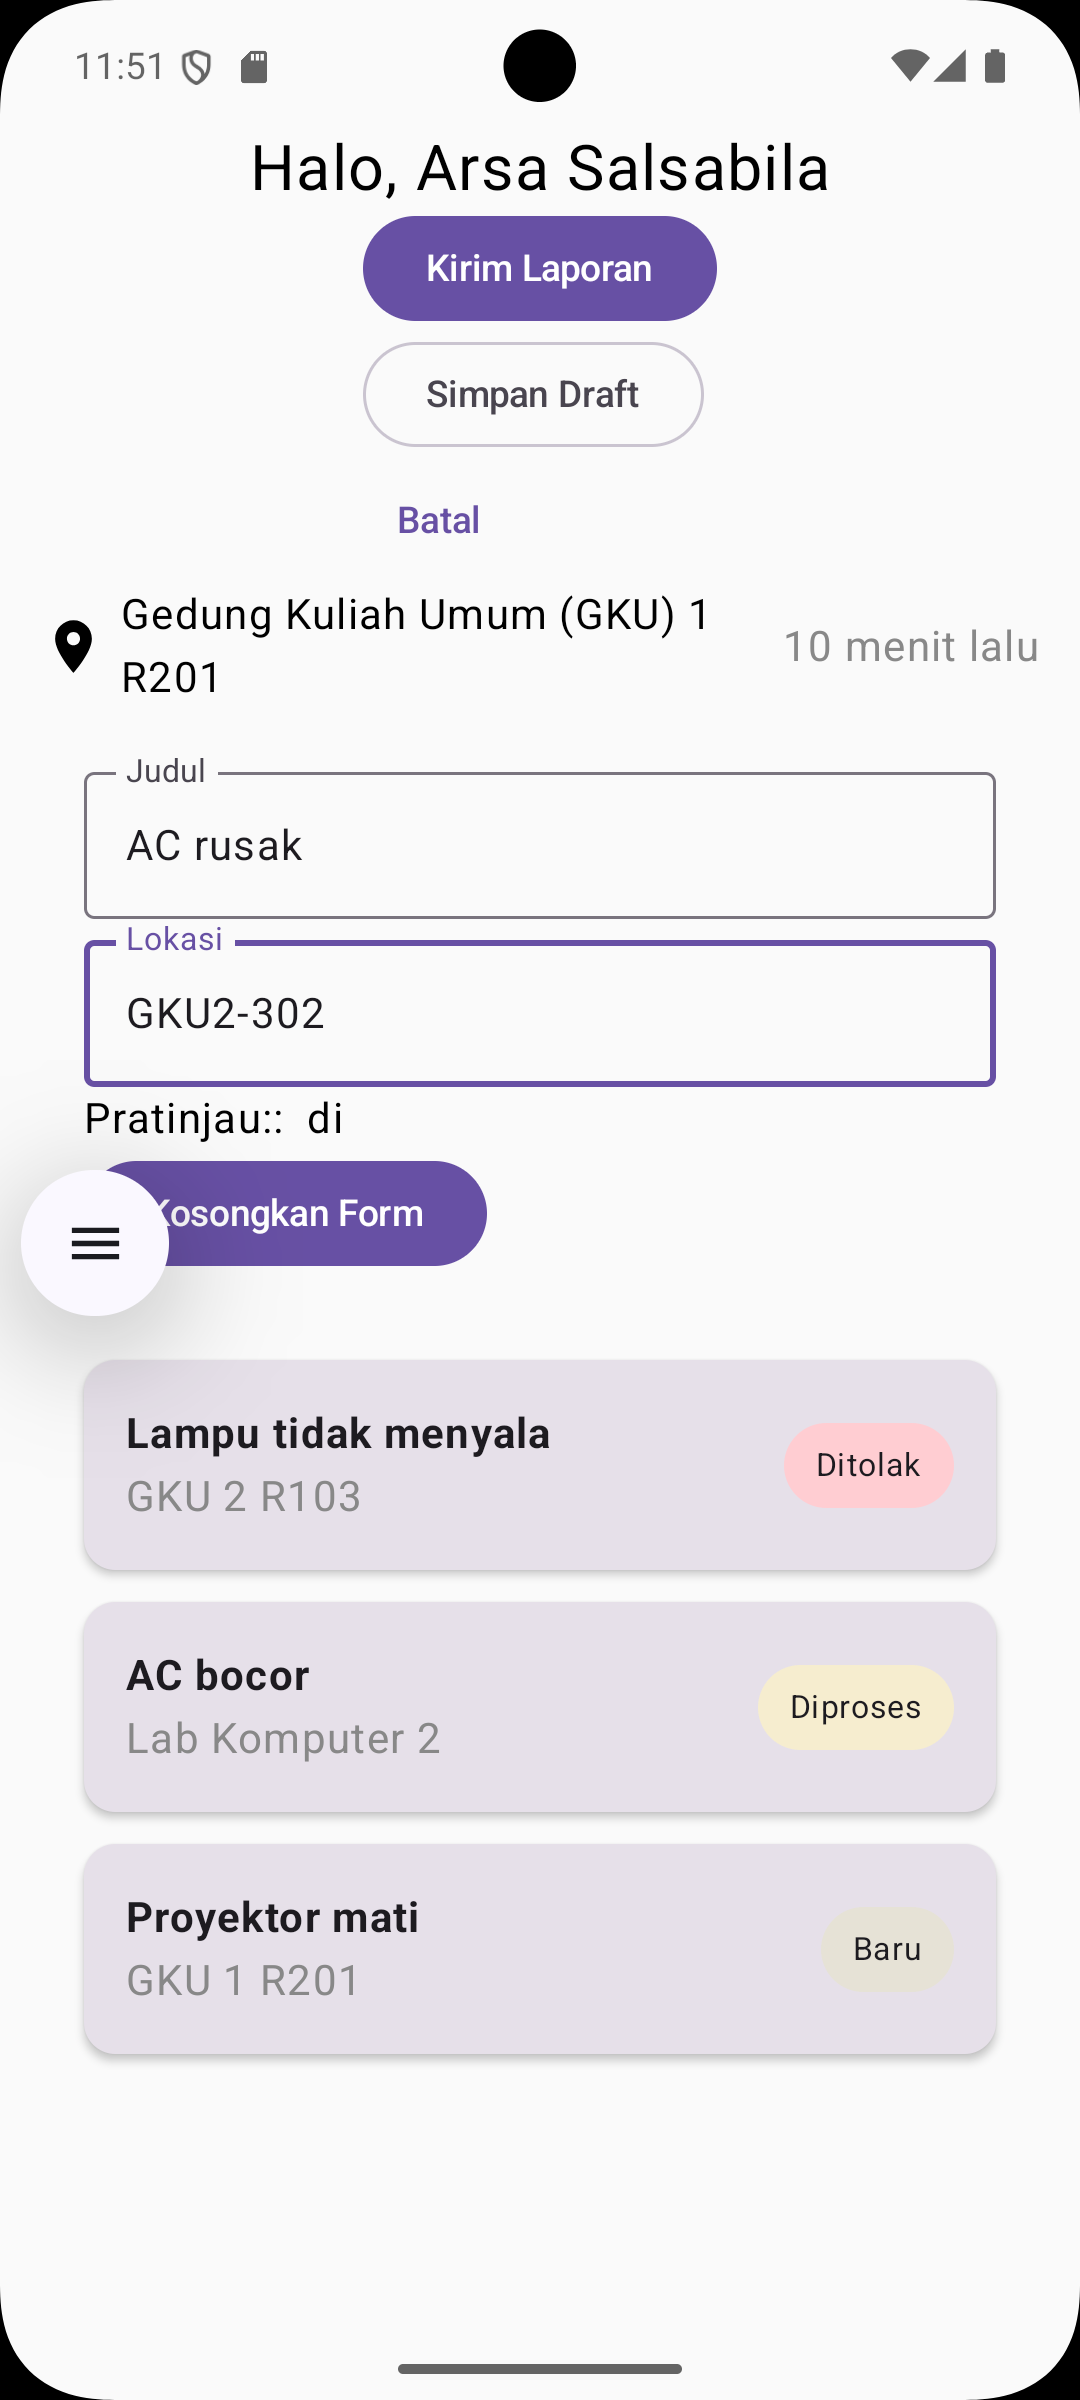 11:51
Halo, Arsa Salsabila
Kirim Laporan
Simpan Draft
Batal
Gedung Kuliah Umum (GKU) 1
R201
10 menit lalu
Judul
AC rusak
Lokasi
GKU2-302
Pratinjau::  di
Kosongkan Form
Lampu tidak menyala
GKU 2 R103
Ditolak
AC bocor
Lab Komputer 2
Diproses
Proyektor mati
GKU 1 R201
Baru